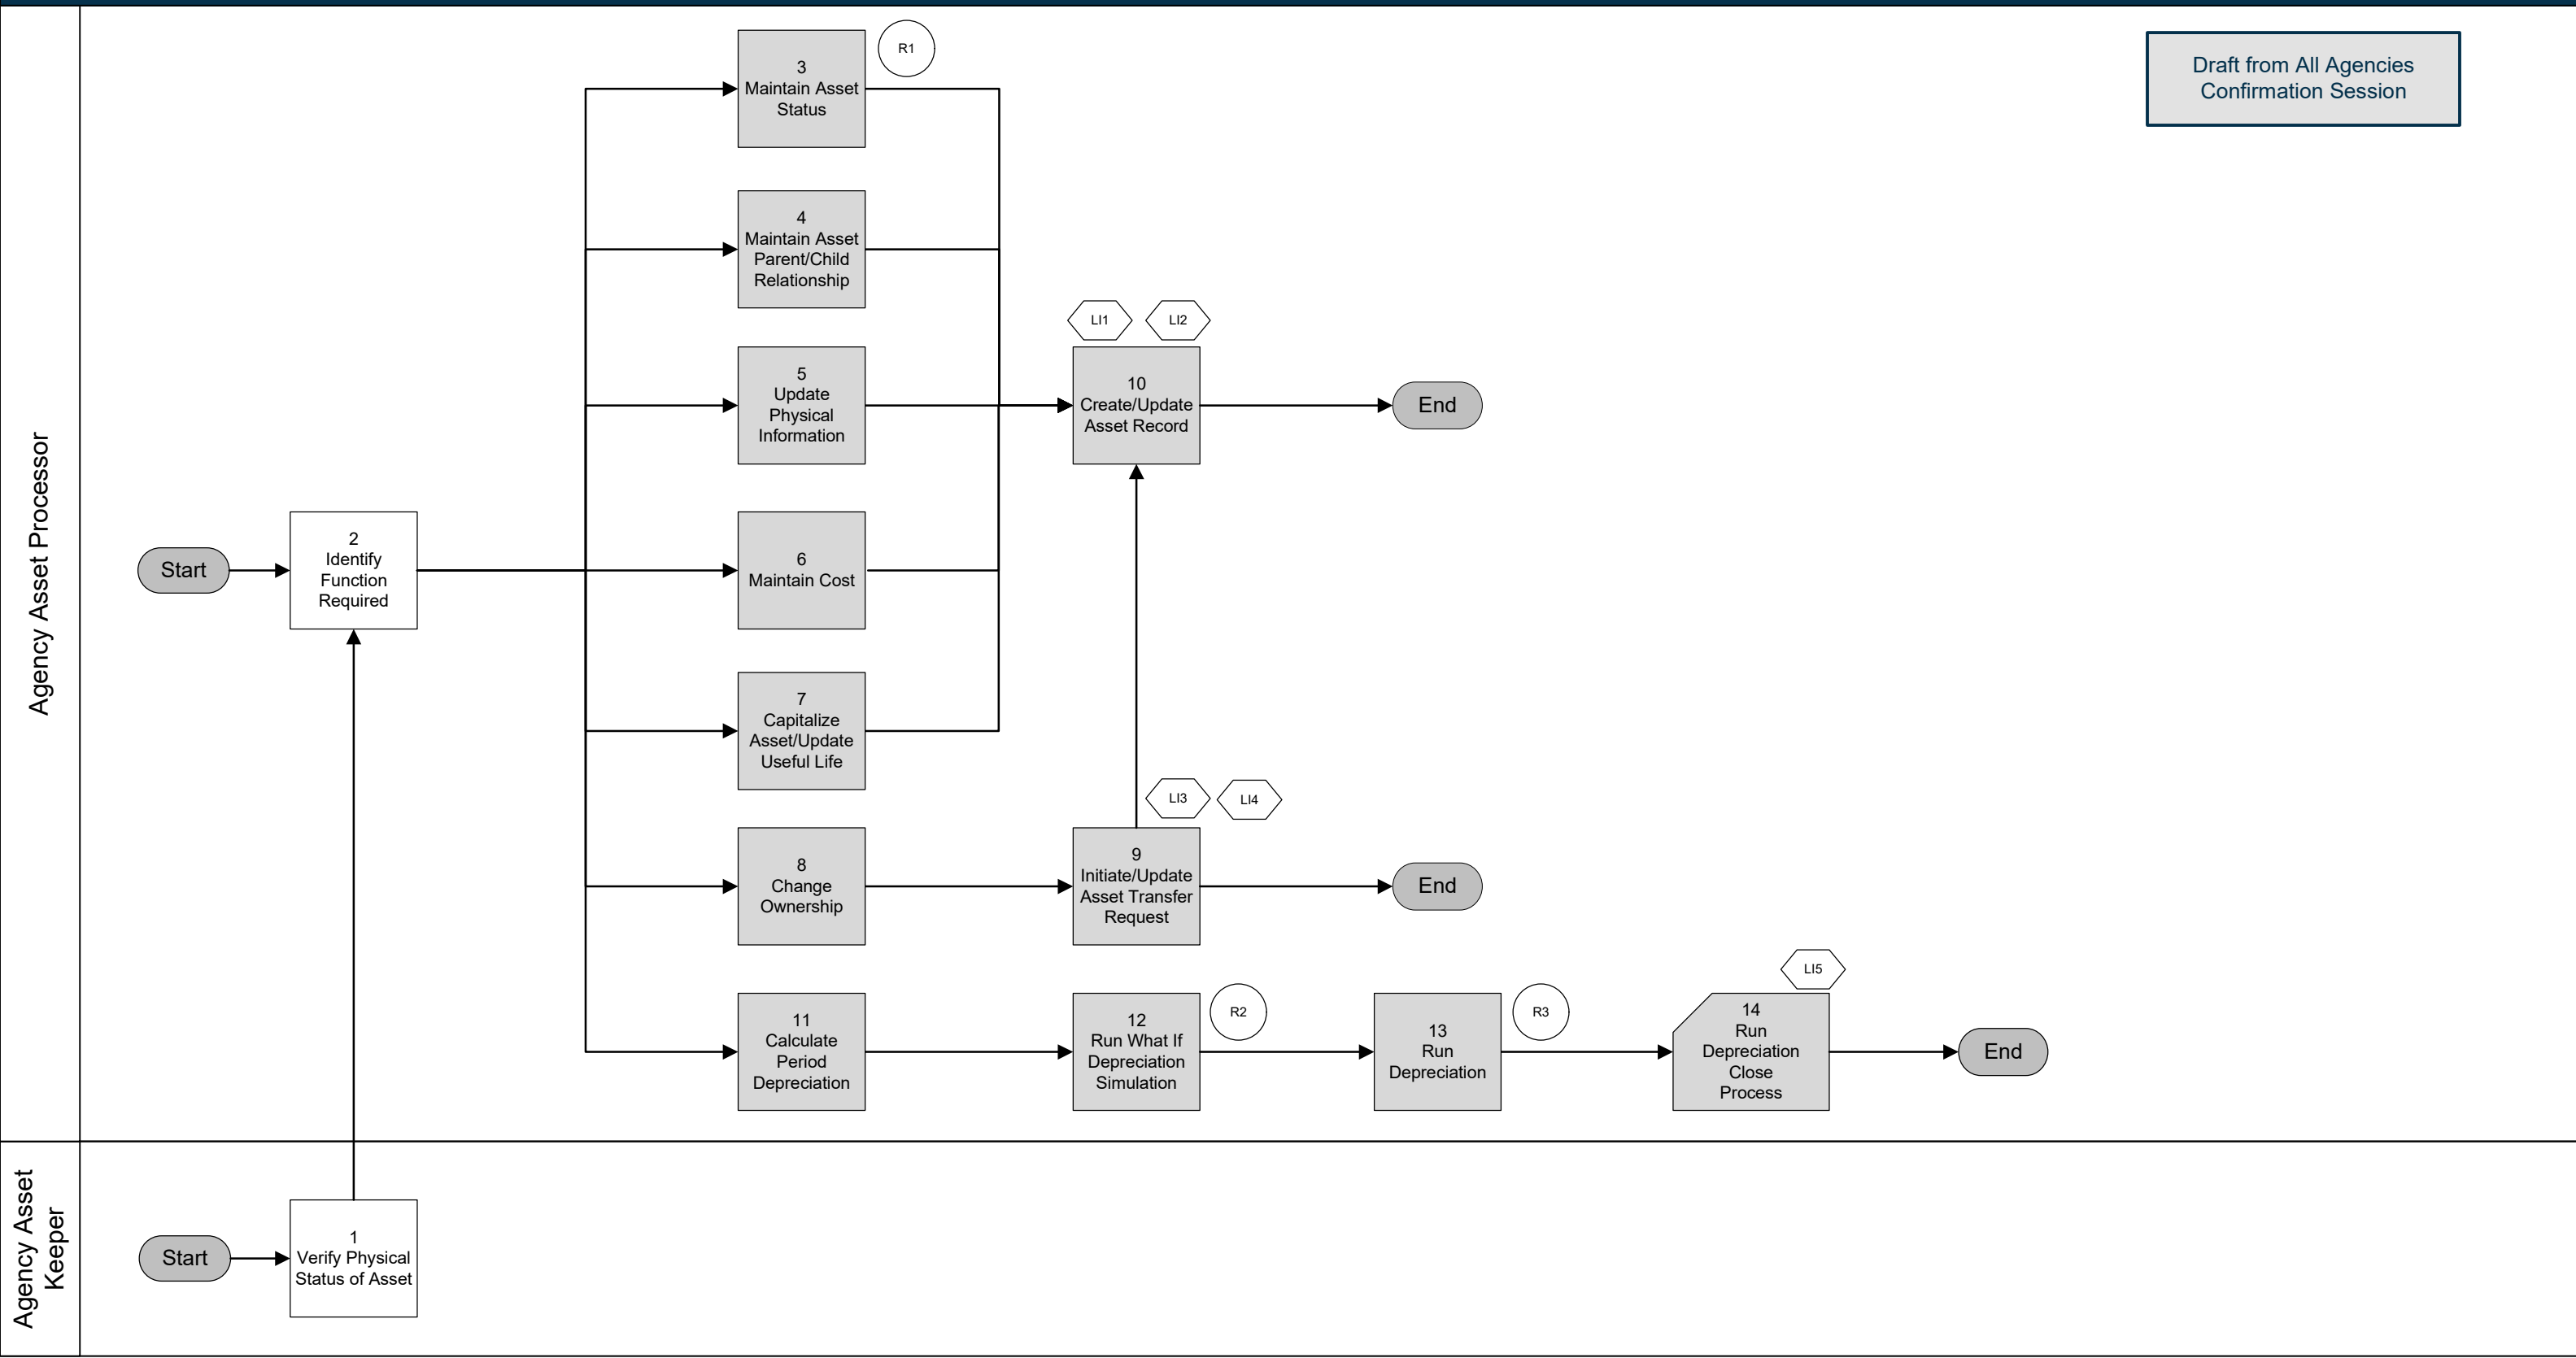 Draft from All Agencies
Confirmation Session
Agency Asset Processor
Start
2
Identify
Function
Required
3
Maintain Asset
Status
R1
4
Maintain Asset
Parent/Child
Relationship
5
Update
Physical
Information
6
Maintain Cost
7
Capitalize
Asset/Update
Useful Life
LI1
LI2
10
Create/Update
Asset Record
End
8
Change
Ownership
LI3
LI4
9
Initiate/Update
Asset Transfer
Request
End
11
Calculate
Period
Depreciation
12
Run What If
Depreciation
Simulation
R2
13
Run
Depreciation
R3
LI5
14
Run
Depreciation
Close
Process
End
Agency Asset
Keeper
Start
1
Verify Physical
Status of Asset